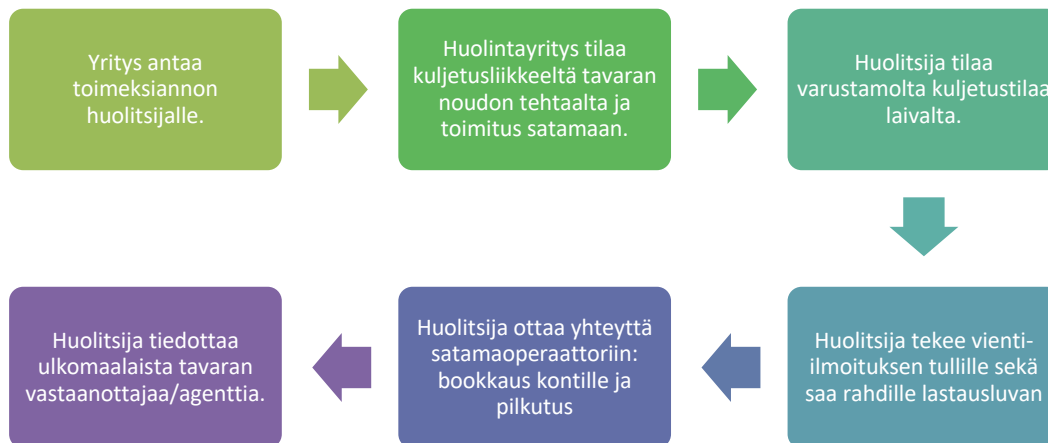 Yritys antaa
toimeksiannon
huolitsijalle.
Huolintayritys tilaa
kuljetusliikkeeltä tavaran
noudon tehtaalta ja
toimitus satamaan.
Huolitsija tilaa
varustamolta kuljetustilaa
laivalta.
Huolitsija tekee vienti-
ilmoituksen tullille sekä
saa rahdille lastausluvan
Huolitsija ottaa yhteyttä
satamaoperaattoriin:
bookkaus kontille ja
pilkutus
Huolitsija tiedottaa
ulkomaalaista tavaran
vastaanottajaa/agenttia.